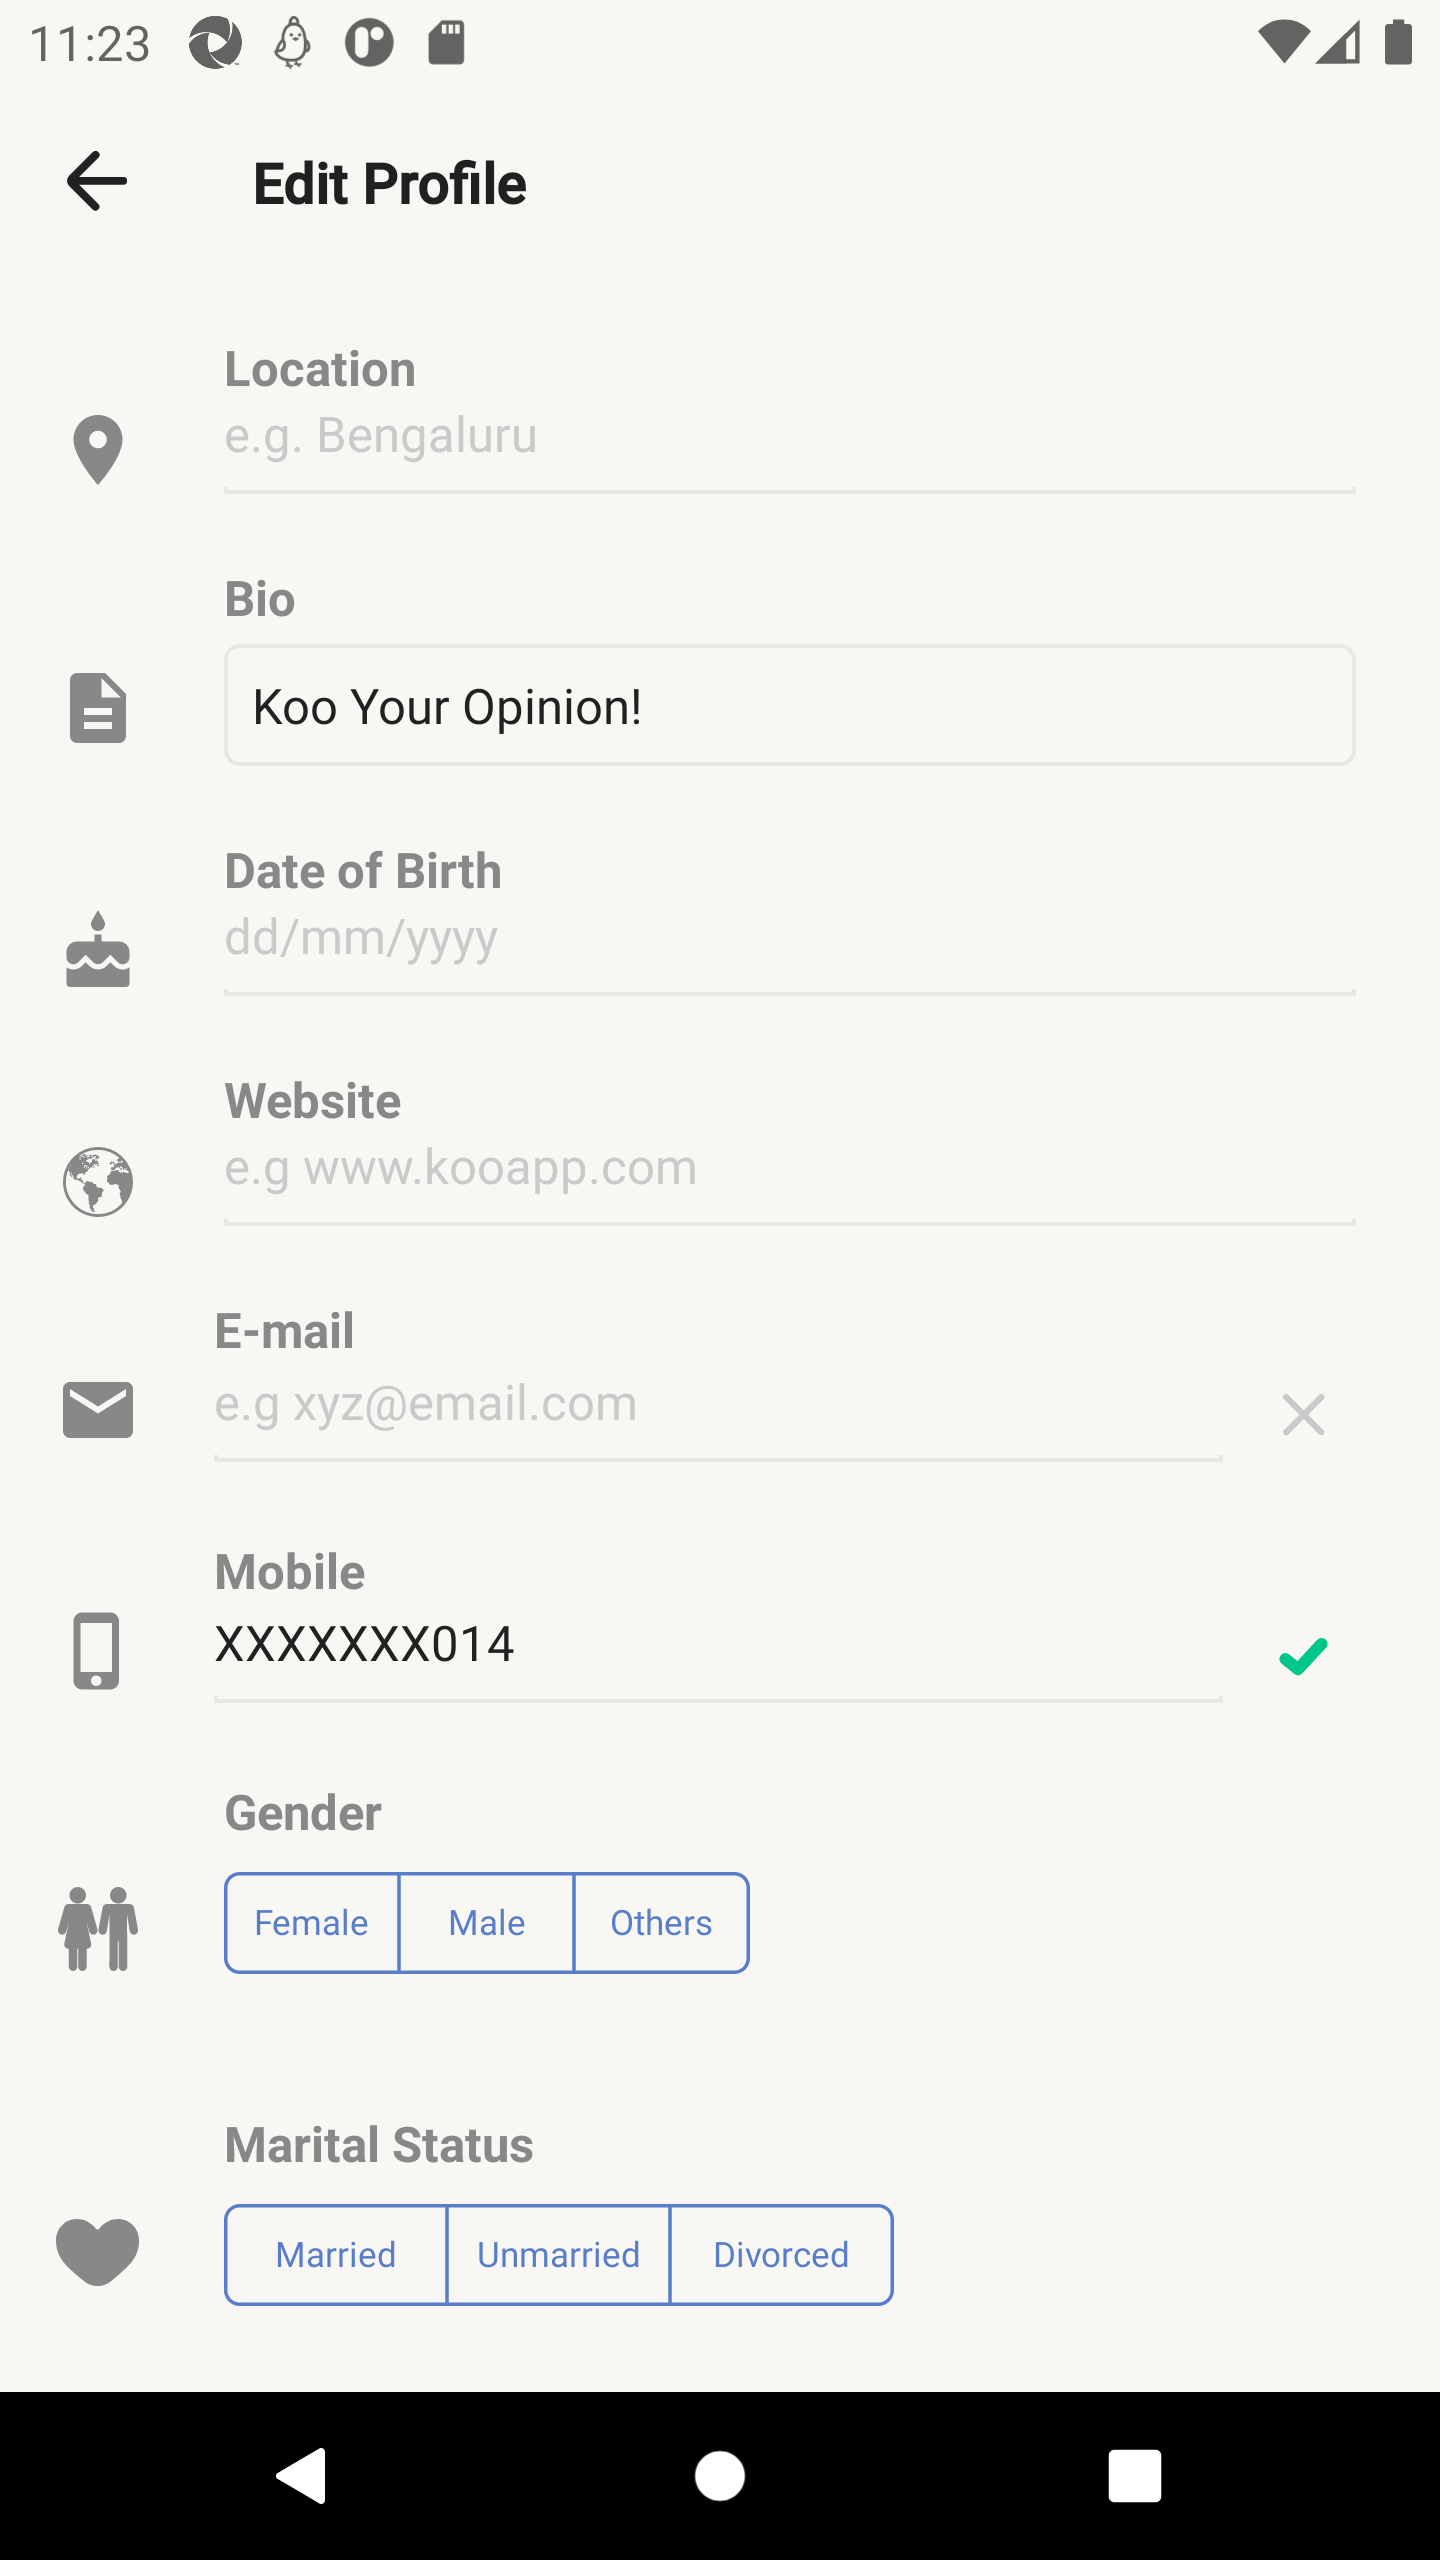 11:23
Edit Profile
Location
e.g. Bengaluru
Bio
Koo Your Opinion!
Date of Birth
dd/mm/yyyy
Website
e.g www.kooapp.com
E-mail
e.g xyz@email.com
Mobile
XXXXXXX014
Gender
Female Male Others
Marital Status
Married Unmarried Divorced